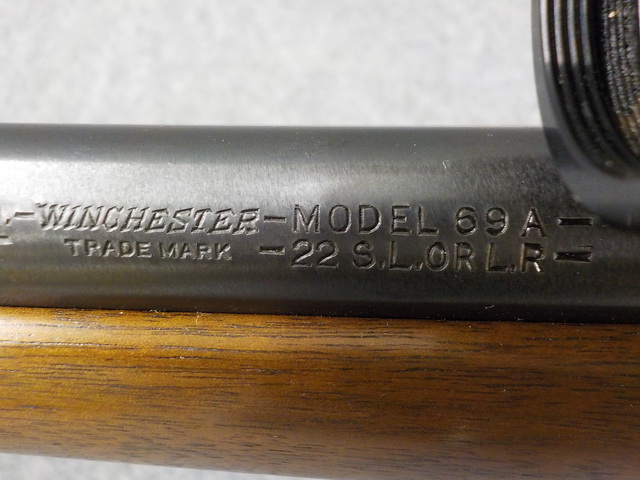 -WINCHESTER-MODEL 69 A-
TRADE MARK -22 S.L.OR L.R-